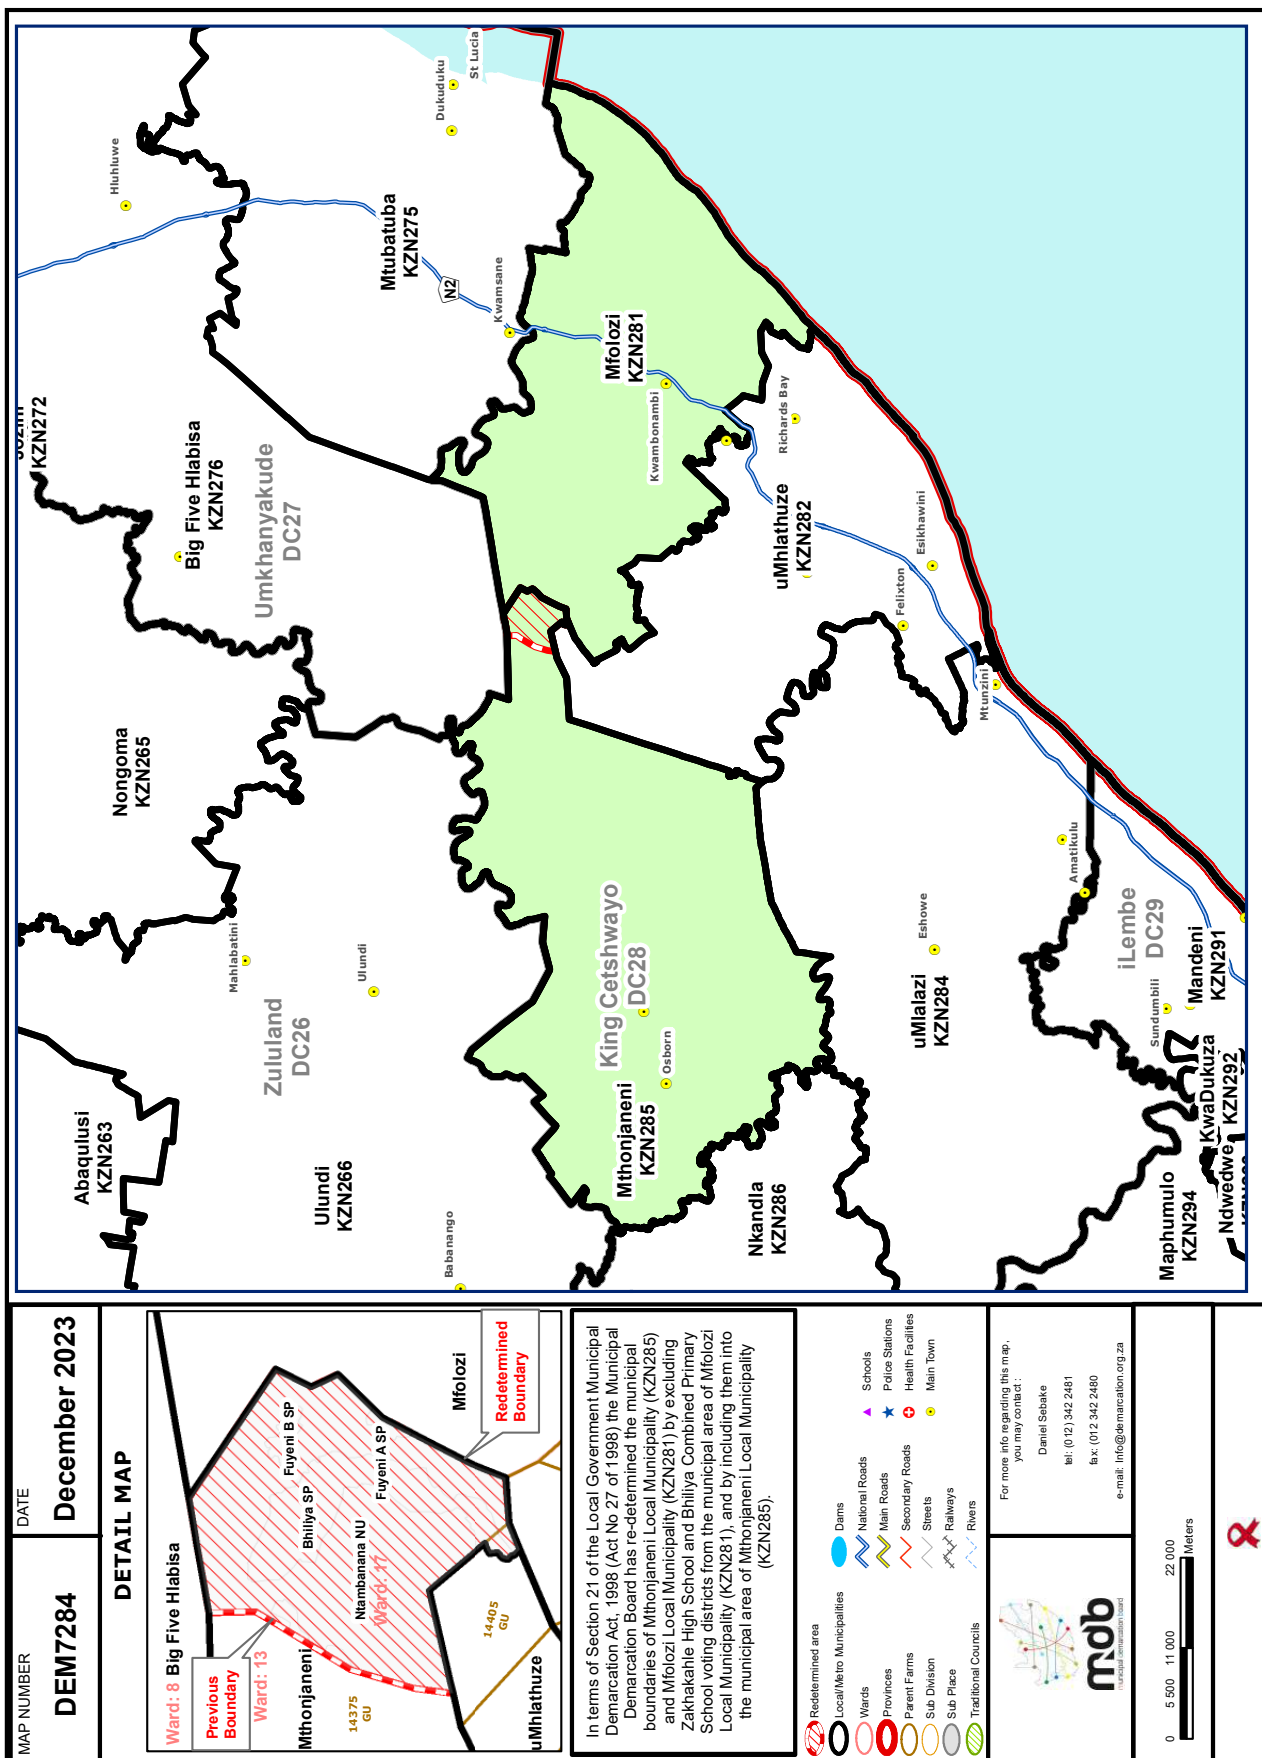 MAP NUMBER
DEM7284
DATE
December 2023
DETAIL MAP
Ward: 8 Big Five Hlabisa
Previous
Boundary
Ward: 13
Mthonjaneni
14375
GU
Fuyeni B SP
Bhiliya SP
Fuyeni A SP
Ntambanana NU
Ward: 17
14405
GU
uMhlathuze
Mfolozi
Redetermined
Boundary
In terms of Section 21 of the Local Government Municipal
Demarcation Act, 1998 (Act No 27 of 1998) the Municipal
Demarcation Board has re-determined the municipal
boundaries of Mthonjaneni Local Municipality (KZN285)
and Mfolozi Local Municipality (KZN281) by excluding
Zakhakahle High School and Bhiliya Combined Primary
School voting districts from the municipal area of Mfolozi
Local Municipality (KZN281), and by including them into
the municipal area of Mthonjaneni Local Municipality
(KZN285).
Redetermined area
Local/Metro Municipalities
Wards
Provinces
Parent Farms
Sub Division
Sub Place
Traditional Councils
Dams
National Roads
Main Roads
Secondary Roads
Streets
Railways
Rivers
Schools
Police Stations
Health Facilities
Main Town
mdb
municipal demarcation board
For more info regarding this map,
you may contact :
Daniel Sebake
tel: (012) 342 2481
fax: (012 342 2480
e-mail: Info@demarcation.org.za
0 5 500 11 000 22 000
Meters
KZN272
Hluhluwe
Dukuduku
St Lucia
Mtubatuba
KZN275
N2
Kwamsane
Big Five Hlabisa
KZN276
Umkhanyakude
DC27
Mfolozi
KZN281
Kwambonambi
Richards Bay
uMhlathuze
KZN282
Esikhawini
Felixton
Mtunzini
Nongoma
KZN265
Mahlabatini
Ulundi
Zululand
DC26
King Cetshwayo
DC28
Osborn
Mthonjaneni
KZN285
Abaqulusi
KZN263
Ulundi
KZN266
Babanango
Nkandla
KZN286
Eshowe
uMlalazi
KZN284
Amatikulu
iLembe
DC29
Sundumbili
Mandeni
KZN291
KwaDukuza
KZN292
Maphumulo
KZN294
Ndwedwe